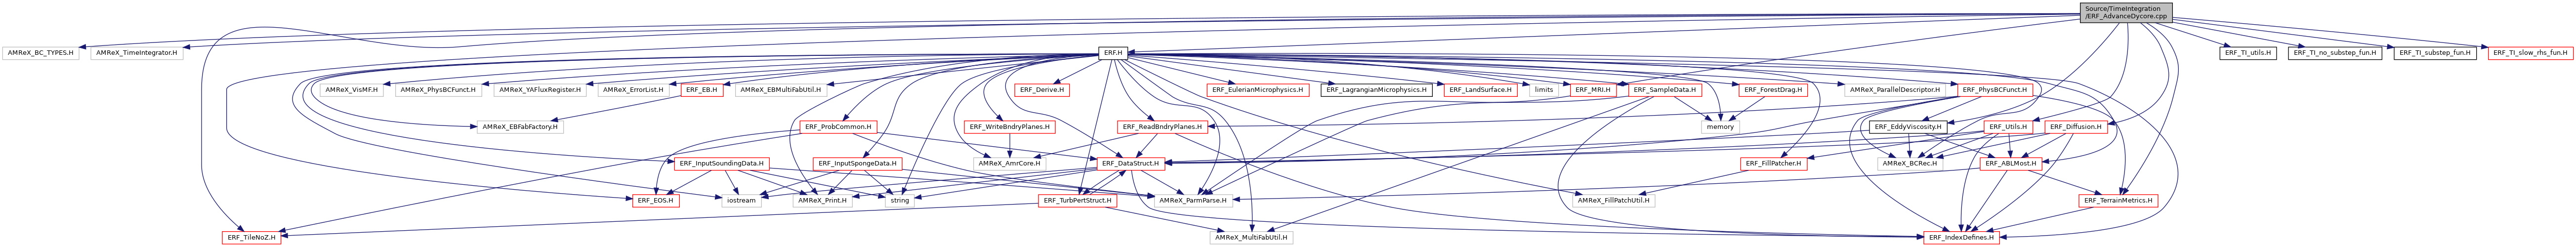 Source/TimeIntegration
/ERF_AdvanceDycore.cpp
AMReX_BC_TYPES.H
AMReX_TimeIntegrator.H
ERF.H
ERF_TI_utils.H
ERF_TI_no_substep_fun.H
ERF_TI_substep_fun.H
ERF_TI_slow_rhs_fun.H
AMReX_VisMF.H
AMReX_PhysBCFunct.H
AMReX_YAFluxRegister.H
AMReX_ErrorList.H
ERF_EB.H
AMReX_EBMultiFabUtil.H
ERF_Derive.H
ERF_EulerianMicrophysics.H
ERF_LagrangianMicrophysics.H
ERF_LandSurface.H
limits
ERF_MRI.H
ERF_SampleData.H
ERF_ForestDrag.H
AMReX_ParallelDescriptor.H
ERF_PhysBCFunct.H
AMReX_EBFabFactory.H
ERF_ProbCommon.H
ERF_WriteBndryPlanes.H
ERF_ReadBndryPlanes.H
memory
ERF_EddyViscosity.H
ERF_Utils.H
ERF_Diffusion.H
ERF_InputSoundingData.H
ERF_InputSpongeData.H
AMReX_AmrCore.H
ERF_DataStruct.H
ERF_FillPatcher.H
AMReX_BCRec.H
ERF_ABLMost.H
ERF_EOS.H
iostream
AMReX_Print.H
string
ERF_TurbPertStruct.H
AMReX_ParmParse.H
AMReX_FillPatchUtil.H
ERF_TerrainMetrics.H
ERF_TileNoZ.H
AMReX_MultiFabUtil.H
ERF_IndexDefines.H